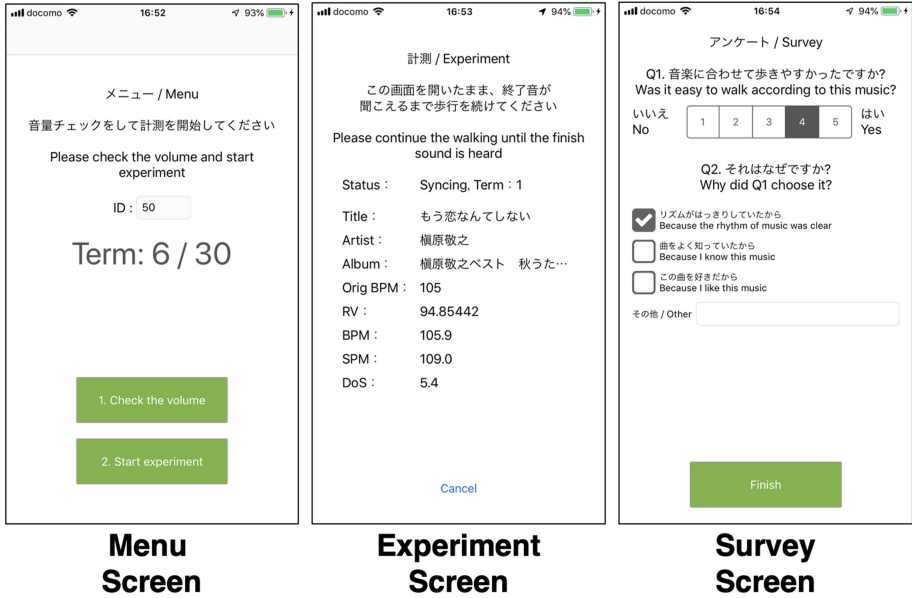 docomo 16:52 93%
メニュー / Menu
音量チェックをして計測を開始してください
Please check the volume and start
experiment
ID : 50
Term: 6 / 30
1. Check the volume
2. Start experiment
Menu
Screen
docomo 16:53 94%
計測 / Experiment
この画面を開いたまま、終了音が
聞こえるまで歩行を続けてください
Please continue the walking until the finish
sound is heard
Status : Syncing, Term : 1
Title : もう恋なんてしない
Artist : 槇原敬之
Album : 槇原敬之ベスト 秋うた…
Orig BPM : 105
RV : 94.85442
BPM : 105.9
SPM : 109.0
DoS : 5.4
Cancel
Experiment
Screen
docomo 16:54 94%
アンケート / Survey
Q1. 音楽に合わせて歩きやすかったですか?
Was it easy to walk according to this music?
いいえ
No
1 2 3 4 5
はい
Yes
Q2. それはなぜですか?
Why did Q1 choose it?
リズムがはっきりしていたから
Because the rhythm of music was clear
曲をよく知っていたから
Because I know this music
この曲を好きだから
Because I like this music
その他 / Other
Finish
Survey
Screen